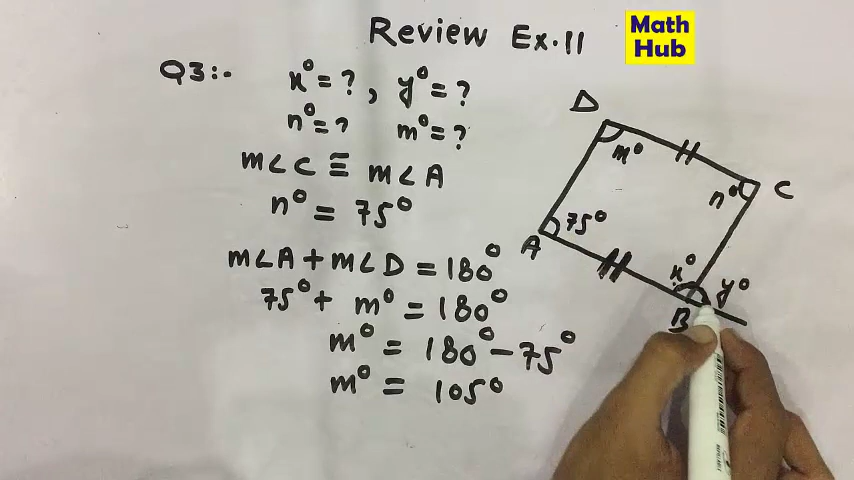 Review Ex.11
Math
Hub
Q3:-
x° = ?, y° = ?
n° = ? m° = ?
m∠C ≅ m∠A
n° = 75°
m∠A + m∠D = 180°
75° + m° = 180°
m° = 180° - 75°
m° = 105°
D
m°
C
n°
75°
A
x°
y°
B